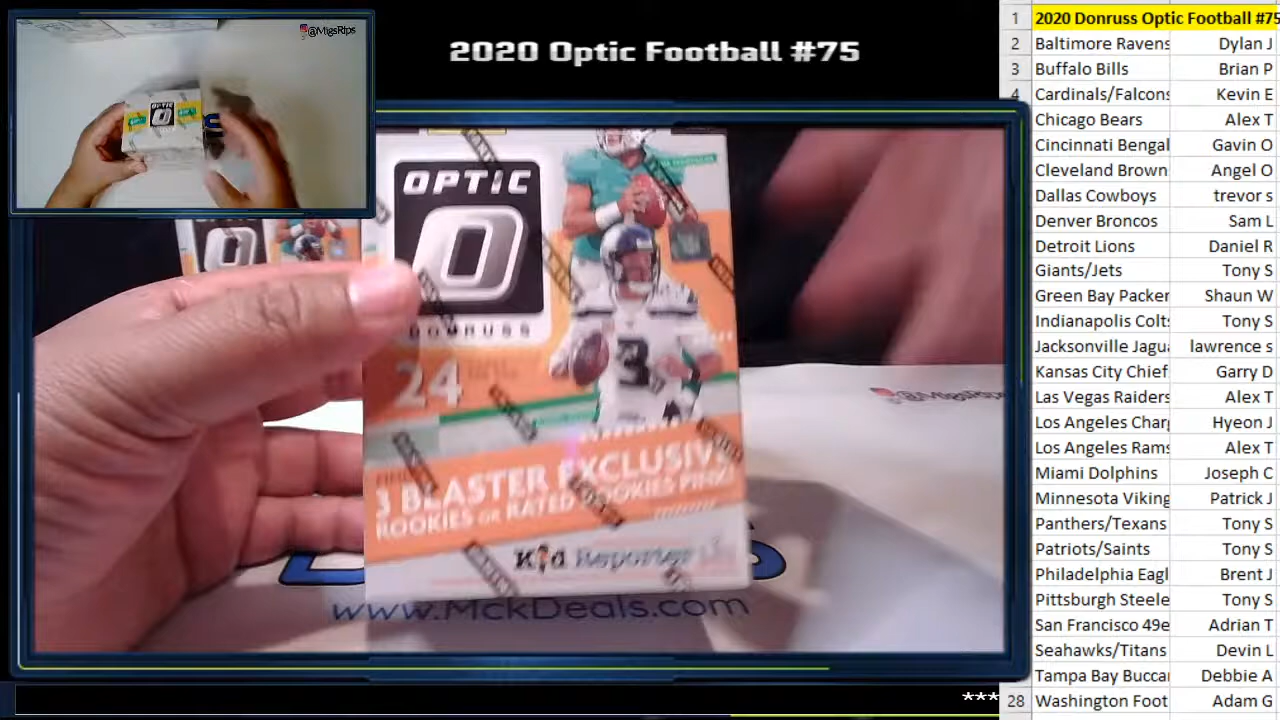 @MigsRips
2020 Optic Football #75
OPTIC
OPTIC
DONRUSS
24
3 BLASTER EXCLUSIVE
ROOKIES OR RATED ROOKIES PINK
Kid Reporter
@MigsRips
www.MckDeals.com
***
1 2020 Donruss Optic Football #75
2 Baltimore Ravens Dylan J
3 Buffalo Bills Brian P
4 Cardinals/Falcons Kevin E
Chicago Bears Alex T
Cincinnati Bengal Gavin O
Cleveland Brown Angel O
Dallas Cowboys trevor s
Denver Broncos Sam L
Detroit Lions Daniel R
Giants/Jets Tony S
Green Bay Packer Shaun W
Indianapolis Colts Tony S
Jacksonville Jagua lawrence s
Kansas City Chief Garry D
Las Vegas Raiders Alex T
Los Angeles Charg Hyeon J
Los Angeles Rams Alex T
Miami Dolphins Joseph C
Minnesota Viking Patrick J
Panthers/Texans Tony S
Patriots/Saints Tony S
Philadelphia Eagl Brent J
Pittsburgh Steele Tony S
San Francisco 49e Adrian T
Seahawks/Titans Devin L
Tampa Bay Buccan Debbie A
28 Washington Foot Adam G